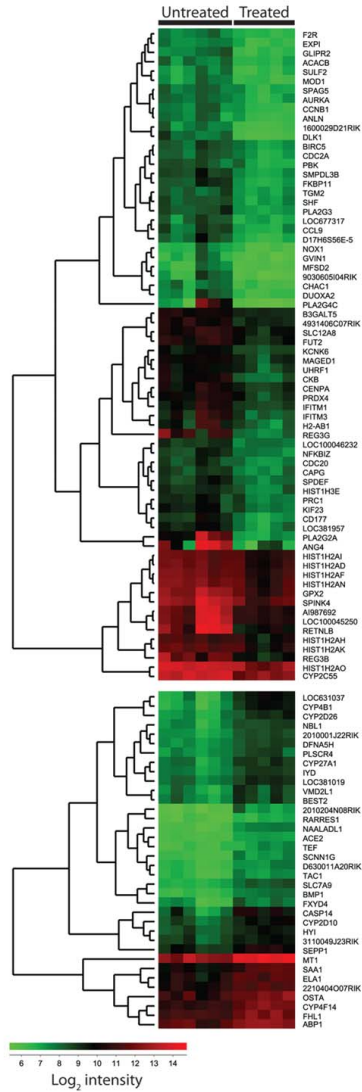 Untreated Treated
F2R
EXPI
GLIPR2
ACACB
SULF2
MOD1
SPAG5
AURKA
CCNB1
ANLN
1600029D21RIK
DLK1
BIRC5
CDC2A
PBK
SMPDL3B
FKBP11
TGM2
SHF
PLA2G3
LOC677317
CCL9
D17H6S56E-5
NOX1
GVIN1
MFSD2
9030605I04RIK
CHAC1
DUOXA2
PLA2G4C
B3GALT5
4931406C07RIK
SLC12A8
FUT2
KCNK6
MAGED1
UHRF1
CKB
CENPA
PRDX4
IFITM1
IFITM3
H2-AB1
REG3G
LOC100046232
NFKBIZ
CDC20
CAPG
SPDEF
HIST1H3E
PRC1
KIF23
CD177
LOC381957
PLA2G2A
ANG4
HIST1H2AI
HIST1H2AD
HIST1H2AF
HIST1H2AN
GPX2
SPINK4
AI987692
LOC100045250
RETNLB
HIST1H2AH
HIST1H2AK
REG3B
HIST1H2AO
CYP2C55
LOC631037
CYP4B1
CYP2D26
NBL1
2010001J22RIK
DFNA5H
PLSCR4
CYP27A1
IYD
LOC381019
VMD2L1
BEST2
2010204N08RIK
RARRES1
NAALADL1
ACE2
TEF
SCNN1G
D630011A20RIK
TAC1
SLC7A9
BMP1
FXYD4
CASP14
CYP2D10
HYI
3110049J23RIK
SEPP1
MT1
SAA1
ELA1
2210404O07RIK
OSTA
CYP4F14
FHL1
ABP1
6 7 8 9 10 11 12 13 14
Log2 intensity